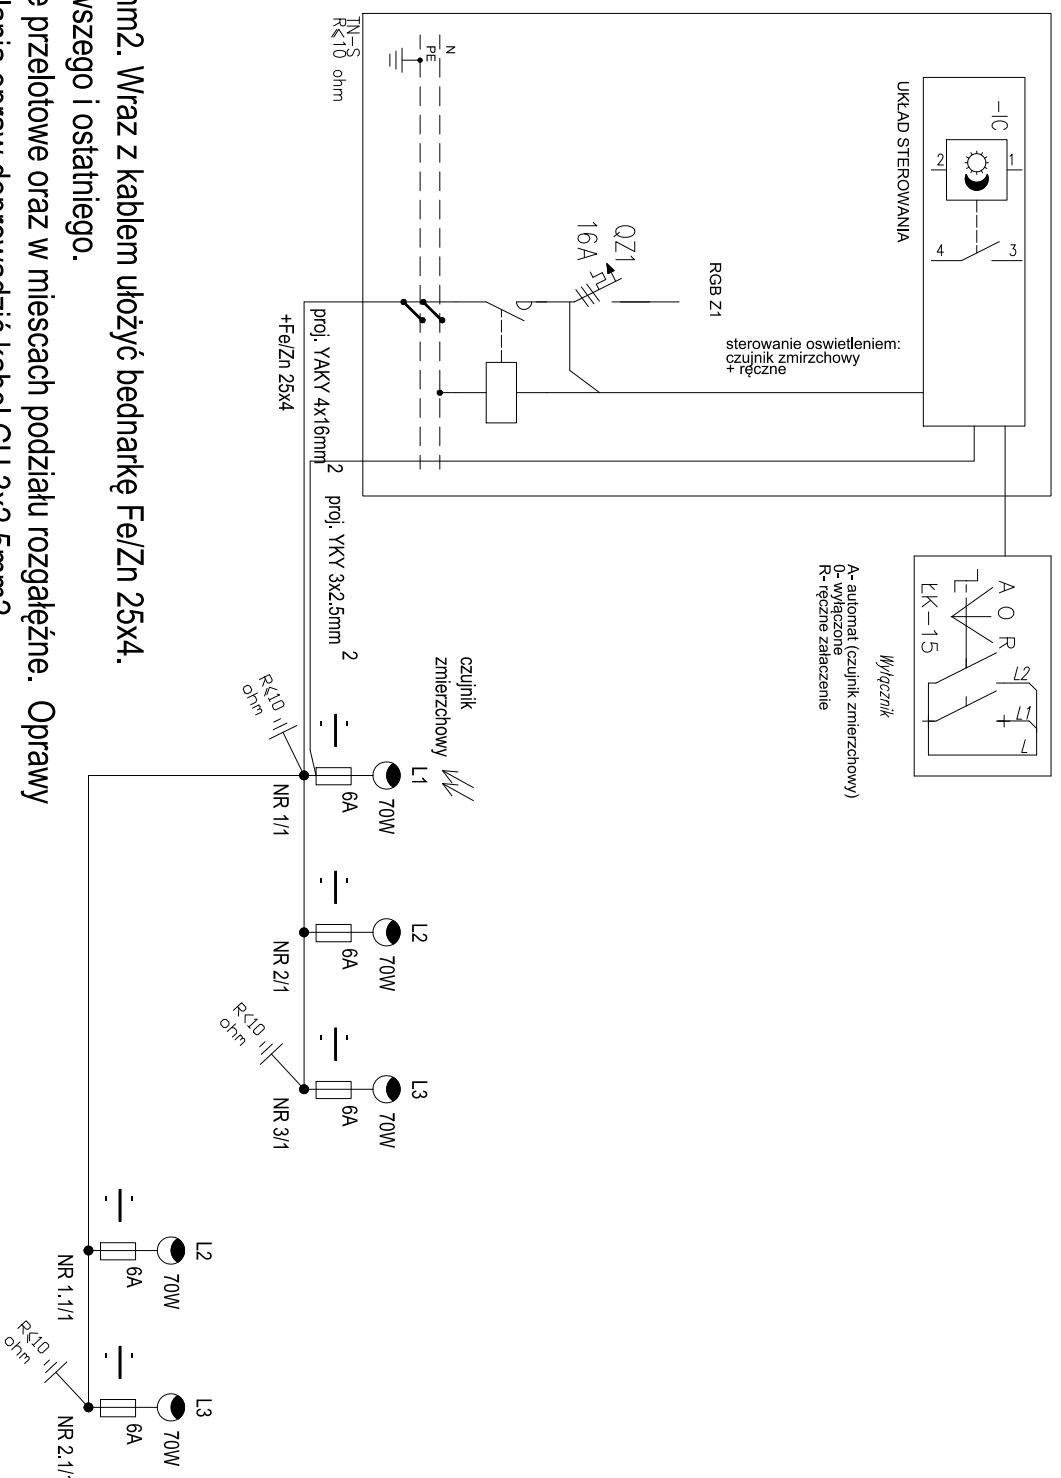 -IC
1
2
3
4
UKŁAD STEROWANIA
A O R
ŁK-15
L2
L1
L
Wyłącznik
A- automat (czujnik zmierzchowy)
0- wyłączone
R- ręczne załaczenie
sterowanie oswietleniem:
czujnik zmirzchowy
+ ręczne
RGB Z1
QZ1
16A
N
PE
TN-S
R≤10 ohm
proj. YAKY 4x16mm2
+Fe/Zn 25x4
proj. YKY 3x2.5mm2
czujnik
zmierzchowy
L1
70W
6A
NR 1/1
R≤10
ohm
L2
70W
6A
NR 2/1
L3
70W
6A
NR 3/1
R≤10
ohm
L2
70W
6A
NR 1.1/1
L3
70W
6A
NR 2.1/
R≤10
ohm
mm2. Wraz z kablem ułożyć bednarkę Fe/Zn 25x4.
wszego i ostatniego.
e przelotowe oraz w miescach podziału rozgałęźne. Oprawy